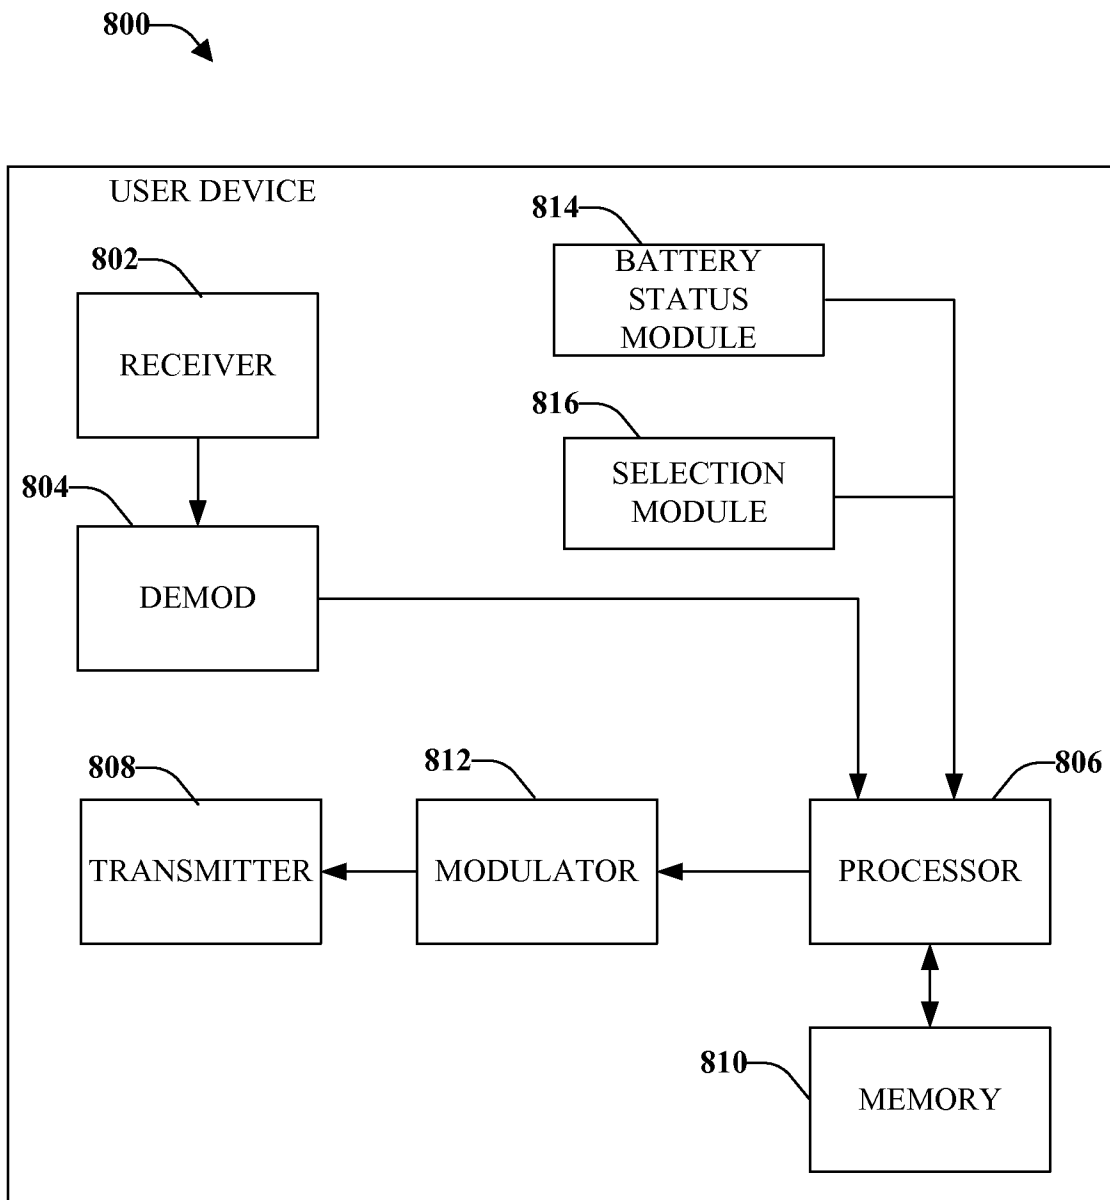 800
USER DEVICE
814
BATTERY
STATUS
MODULE
802
RECEIVER
816
SELECTION
MODULE
804
DEMOD
808
TRANSMITTER
812
MODULATOR
806
PROCESSOR
810
MEMORY